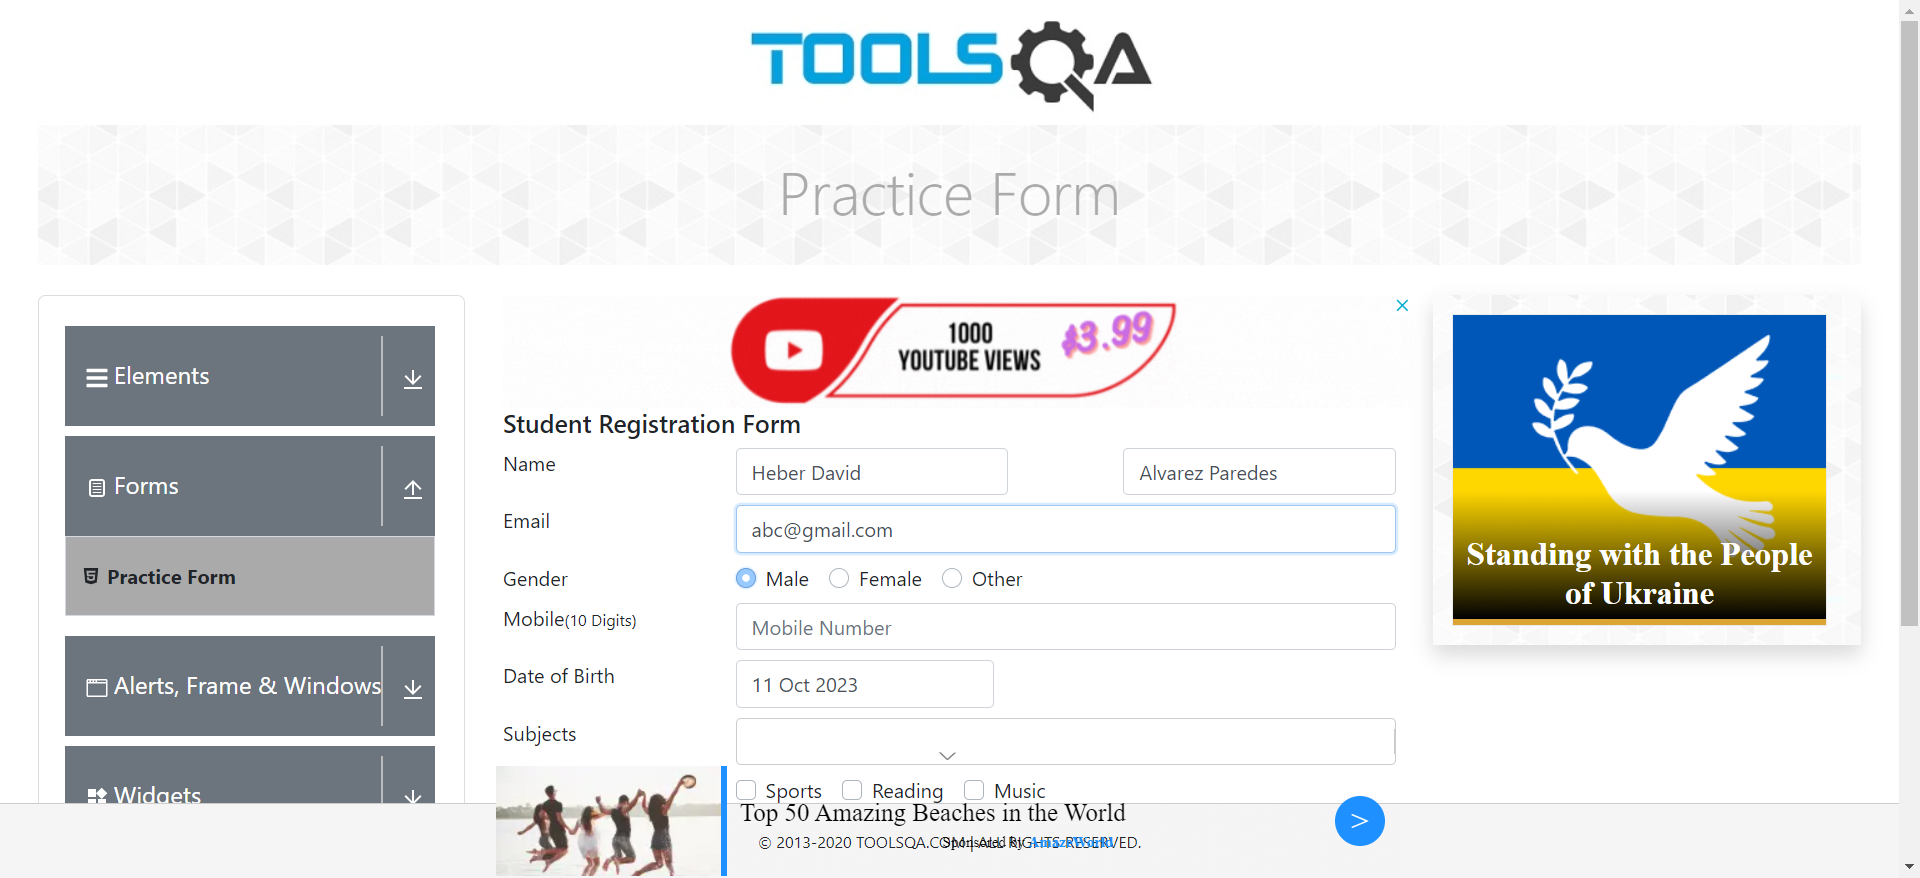 TOOLSQA
Practice Form
Elements
Forms
Practice Form
Alerts, Frame & Windows
Widgets
1000
YOUTUBE VIEWS
$3.99
Student Registration Form
Name
Heber David
Alvarez Paredes
Email
abc@gmail.com
Gender
Male
Female
Other
Mobile(10 Digits)
Mobile Number
Date of Birth
11 Oct 2023
Subjects
Sports
Reading
Music
Standing with the People
of Ukraine
Top 50 Amazing Beaches in the World
© 2013-2020 TOOLSQA.COM | ALL RIGHTS RESERVED.